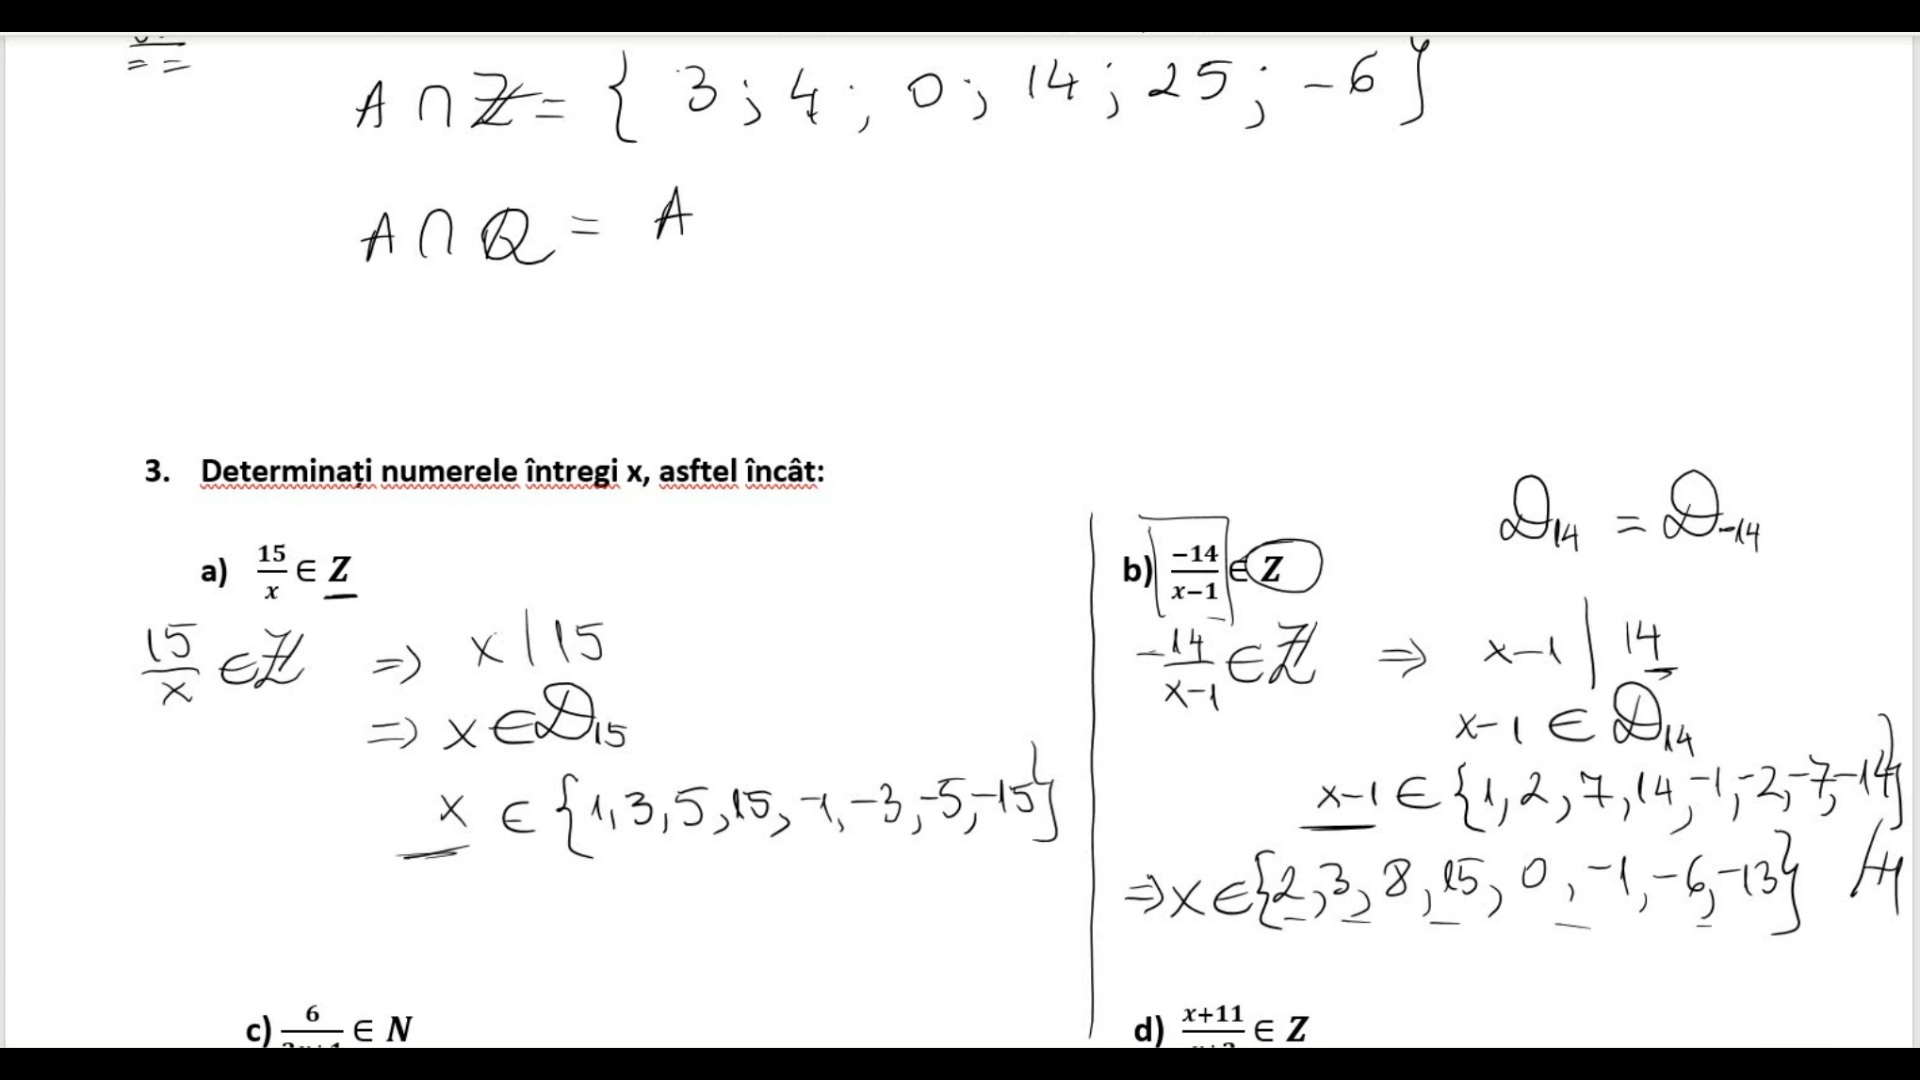 A ∩ Z = { 3 ; 4 ; 0 ; 14 ; 25 ; -6 }
A ∩ Q = A
3. Determinați numerele întregi x, asftel încât:
a) 15/x ∈ Z
15/x ∈ Z ⇒ x | 15
⇒ x ∈ D15
x ∈ {1, 3, 5, 15, -1, -3, -5, -15}
D14 = D-14
b) -14/x-1 ∈ Z
-14/x-1 ∈ Z ⇒ x-1 | 14
x-1 ∈ D14
x-1 ∈ {1, 2, 7, 14, -1, -2, -7, -14}
⇒ x ∈ {2, 3, 8, 15, 0, -1, -6, -13}
c) 6/ ∈ N
d) x+11/ ∈ Z